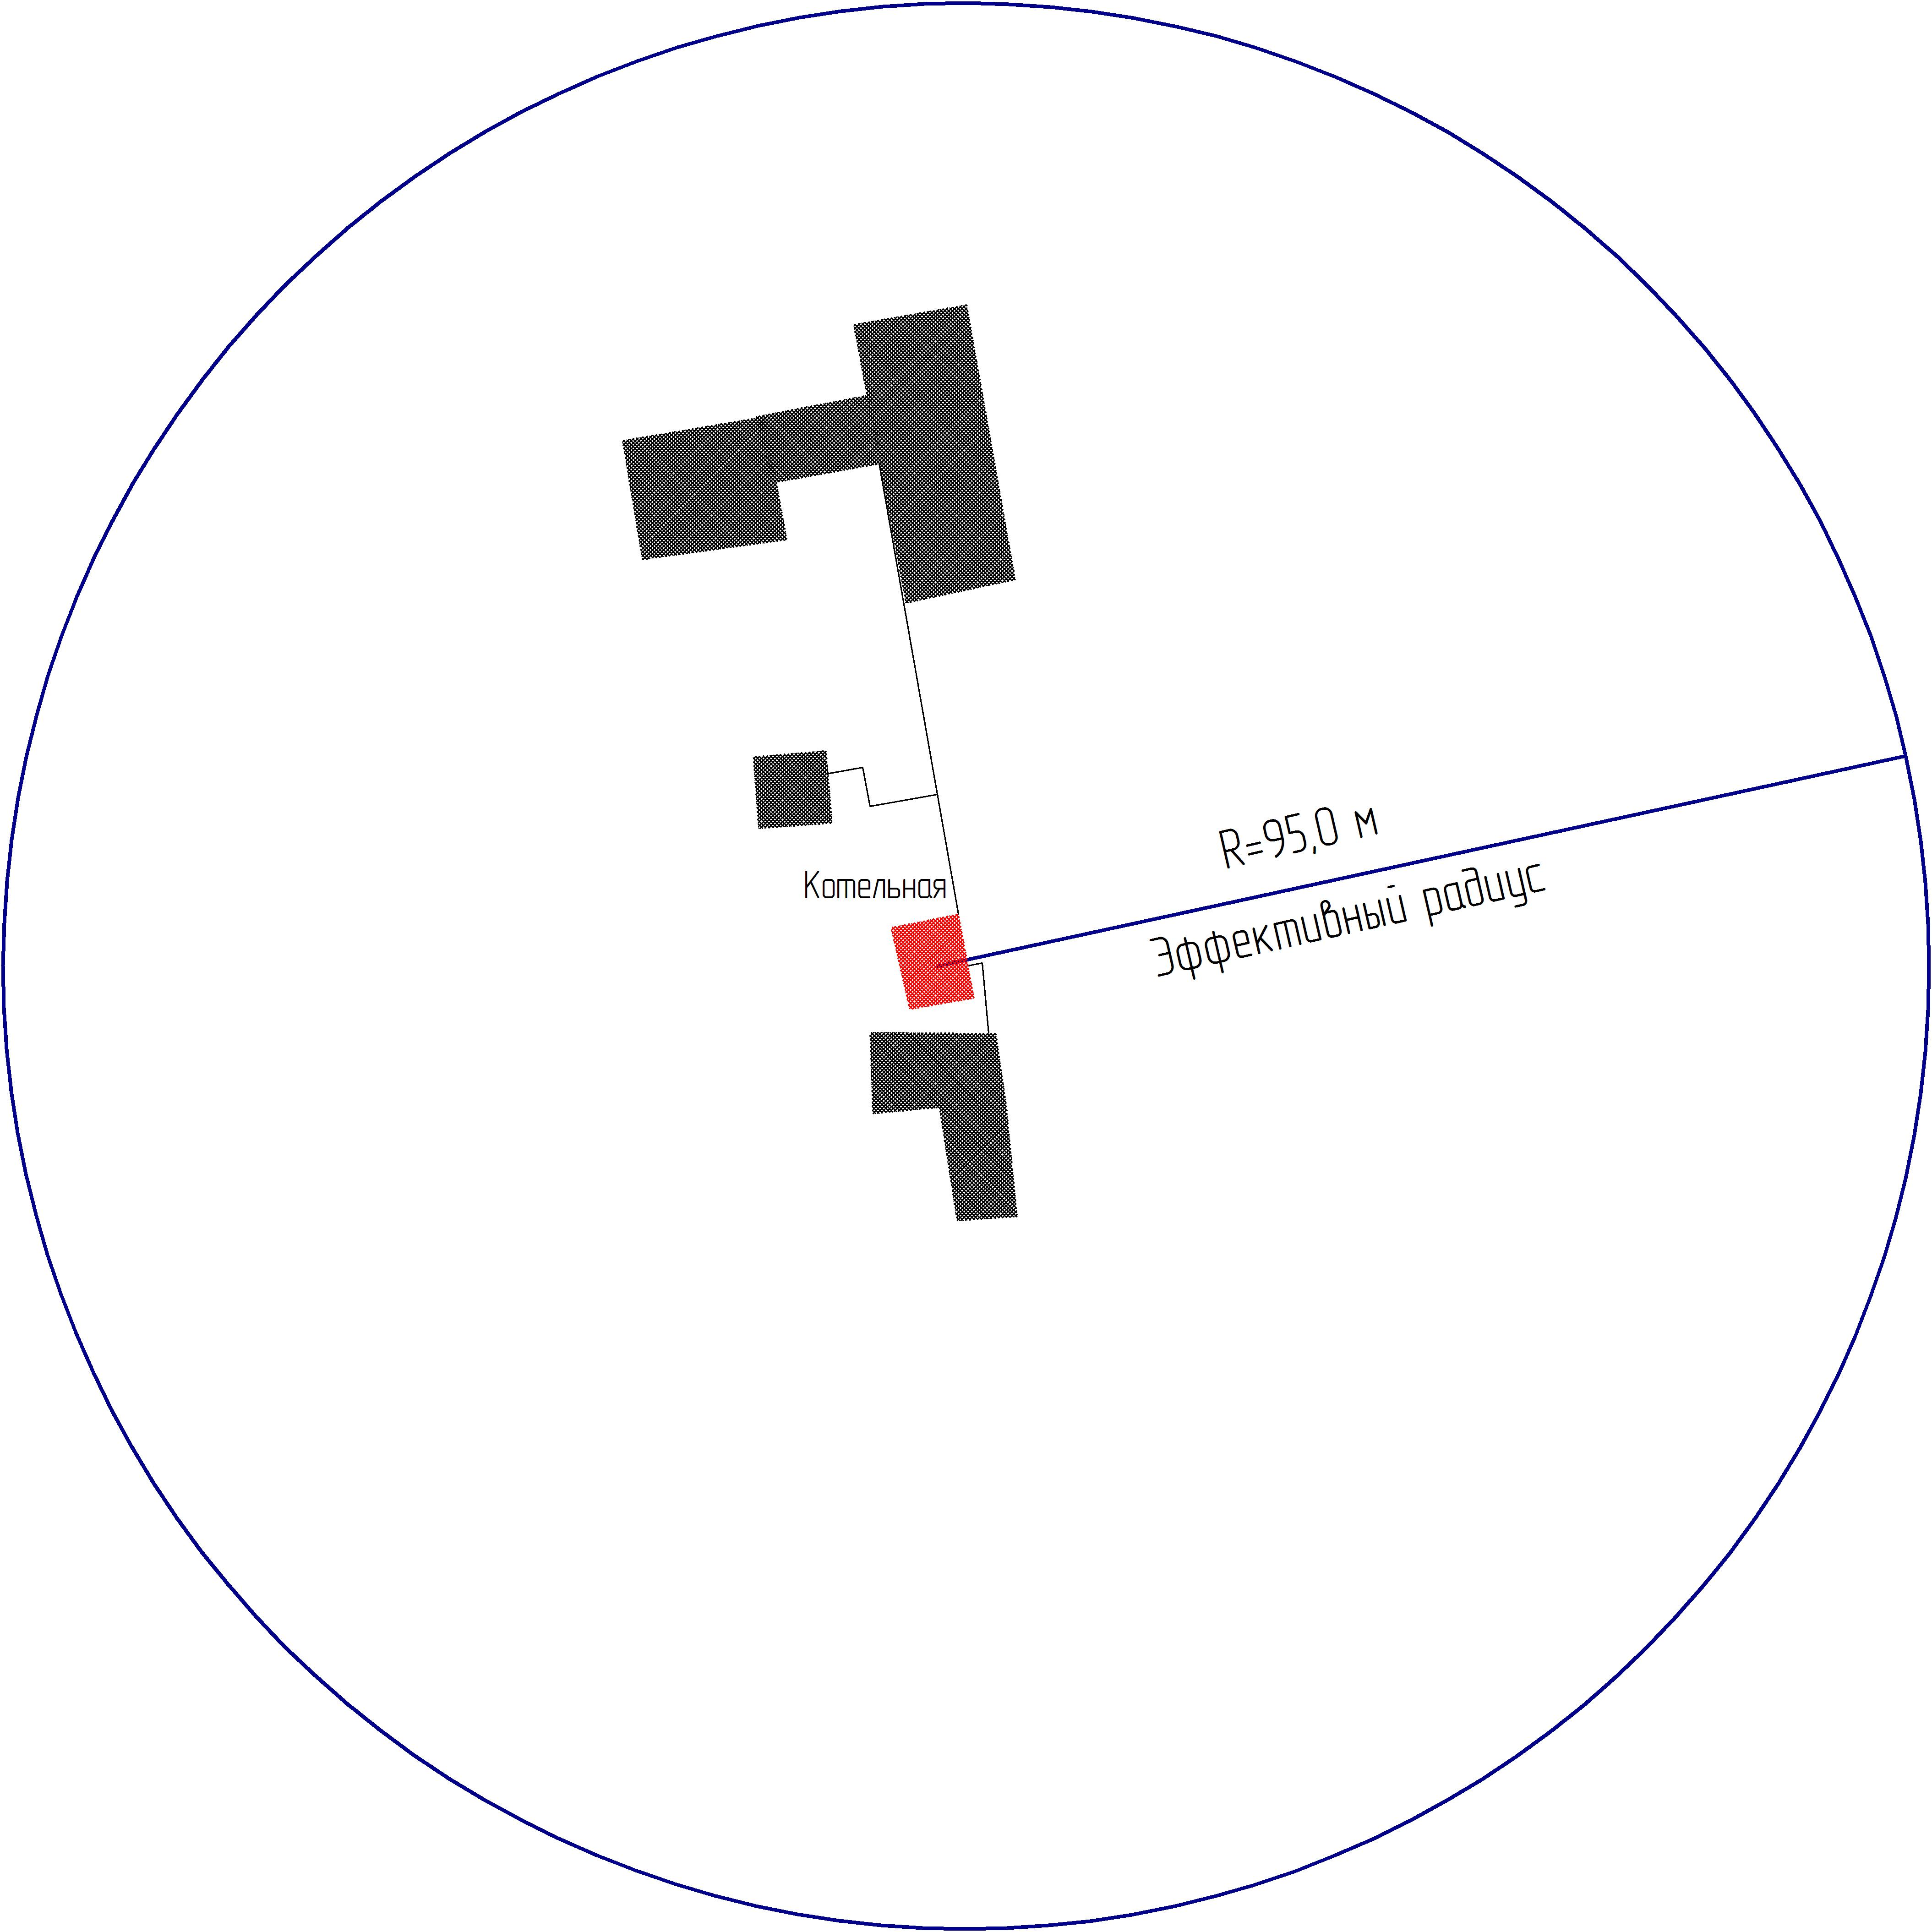 R=95,0 м
Котельная
Эффективный радиус